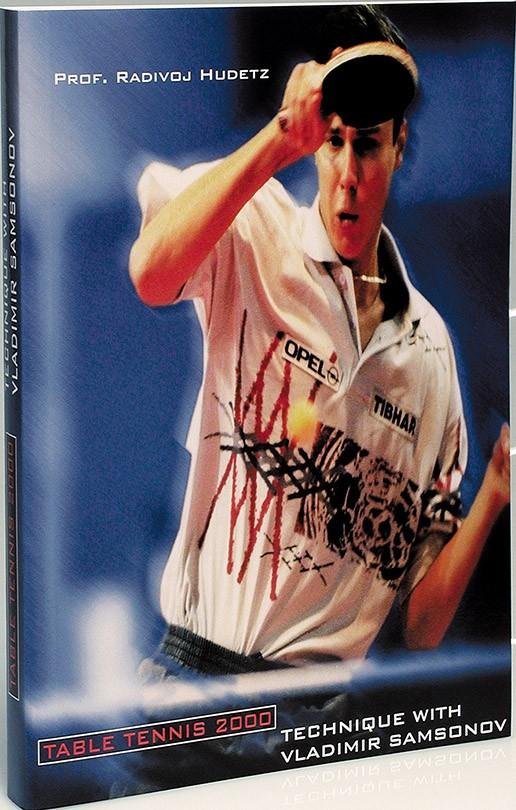 PROF. RADIVOJ HUDETZ
TECHNIQUE WITH
VLADIMIR SAMSONOV
TABLE TENNIS 2000
OPEL
TIBHAR
TABLE TENNIS 2000
TECHNIQUE WITH
VLADIMIR SAMSONOV